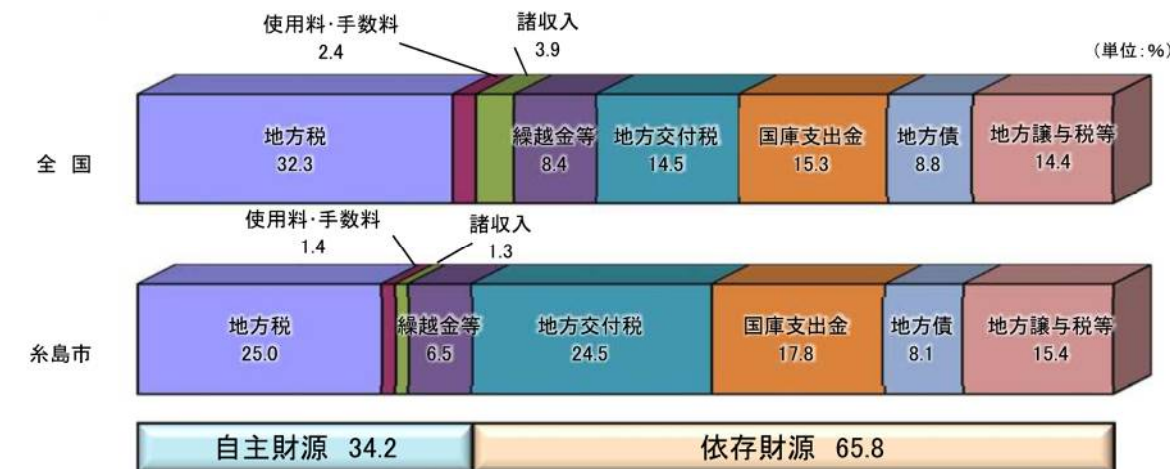 使用料・手数料
2.4
諸収入
3.9
(単位:%)
全 国
地方税
32.3
繰越金等
8.4
地方交付税
14.5
国庫支出金
15.3
地方債
8.8
地方譲与税等
14.4
使用料・手数料
1.4
諸収入
1.3
糸島市
地方税
25.0
繰越金等
6.5
地方交付税
24.5
国庫支出金
17.8
地方債
8.1
地方譲与税等
15.4
自主財源 34.2
依存財源 65.8